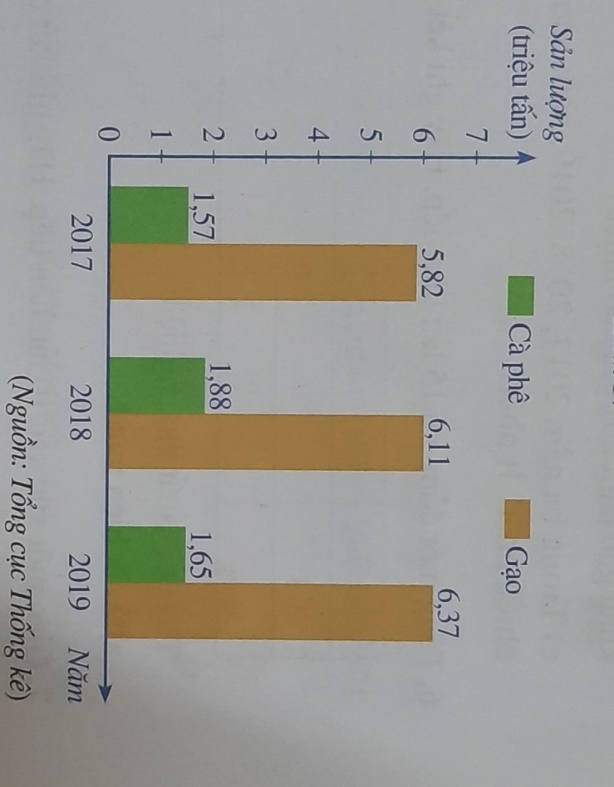 Sản lượng
(triệu tấn)
Cà phê
Gạo
7
6
5
4
3
2
1
0
1,57
5,82
1,88
6,11
1,65
6,37
2017
2018
2019
Năm
(Nguồn: Tổng cục Thống kê)